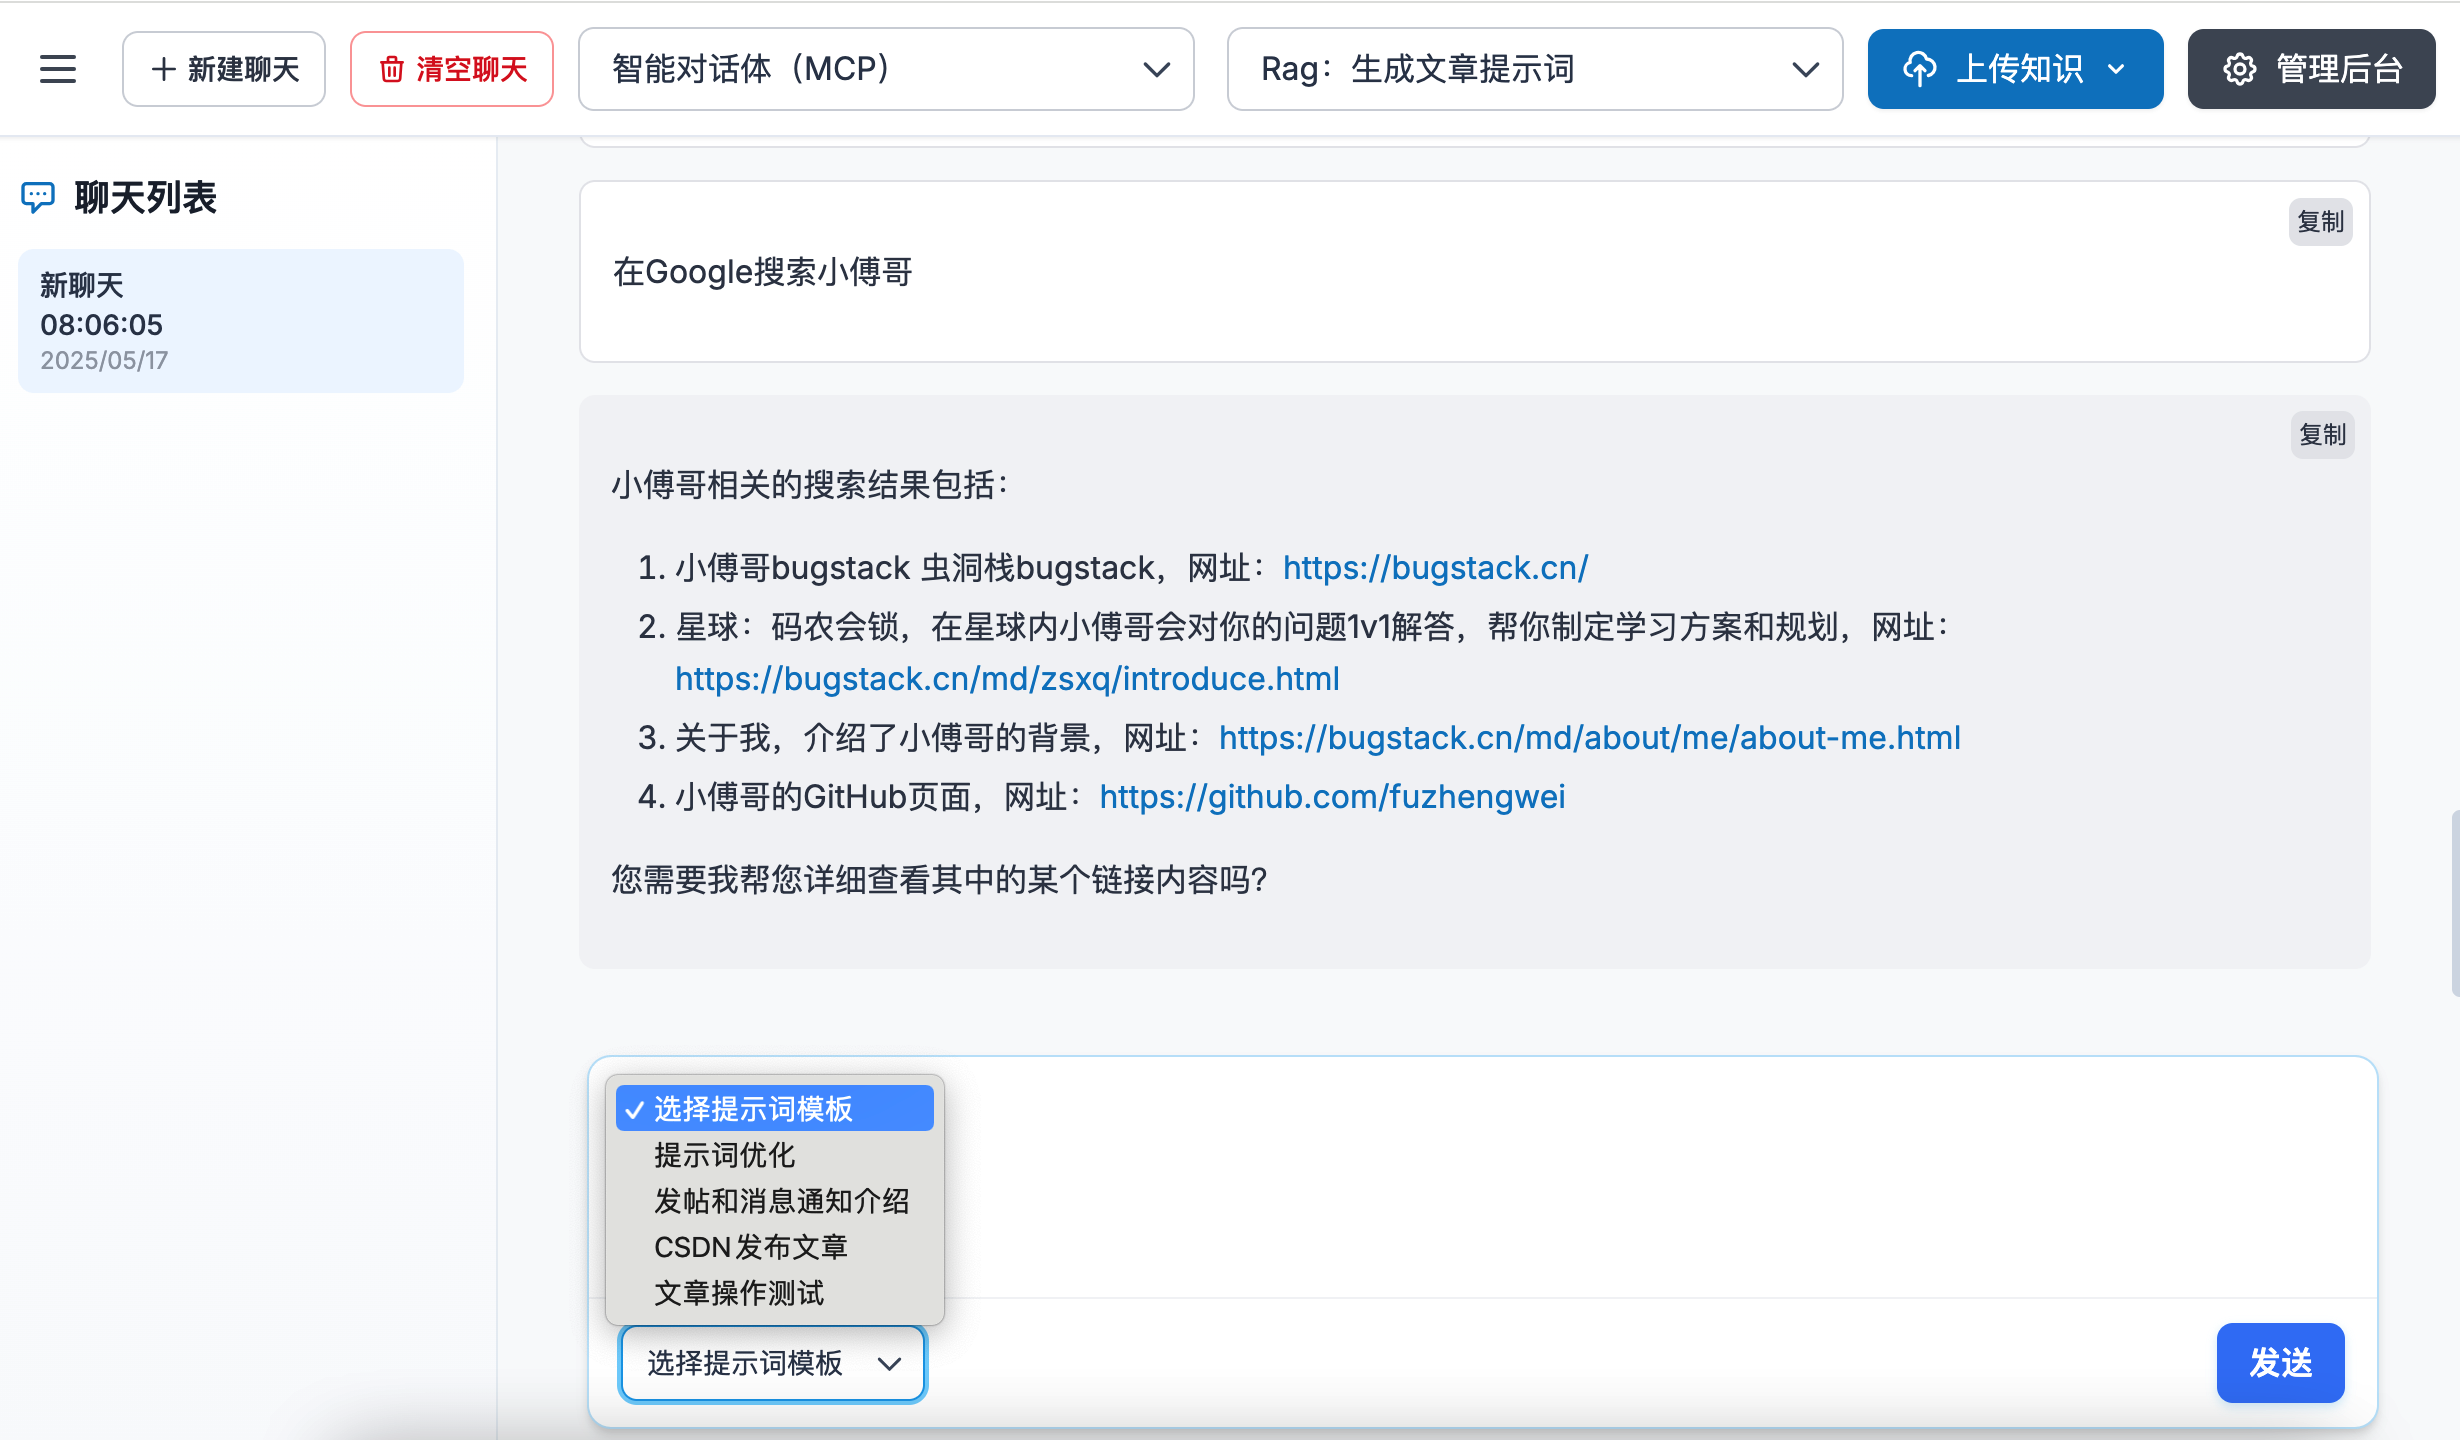 新建聊天
清空聊天
智能对话体（MCP）
Rag：生成文章提示词
上传知识
管理后台
聊天列表
新聊天
08:06:05
2025/05/17
复制
在Google搜索小傅哥
复制
小傅哥相关的搜索结果包括：
1. 小傅哥bugstack 虫洞栈bugstack，网址：https://bugstack.cn/
2. 星球：码农会锁，在星球内小傅哥会对你的问题1v1解答，帮你制定学习方案和规划，网址：
https://bugstack.cn/md/zsxq/introduce.html
3. 关于我，介绍了小傅哥的背景，网址：https://bugstack.cn/md/about/me/about-me.html
4. 小傅哥的GitHub页面，网址：https://github.com/fuzhengwei
您需要我帮您详细查看其中的某个链接内容吗？
选择提示词模板
提示词优化
发帖和消息通知介绍
CSDN发布文章
文章操作测试
选择提示词模板
发送